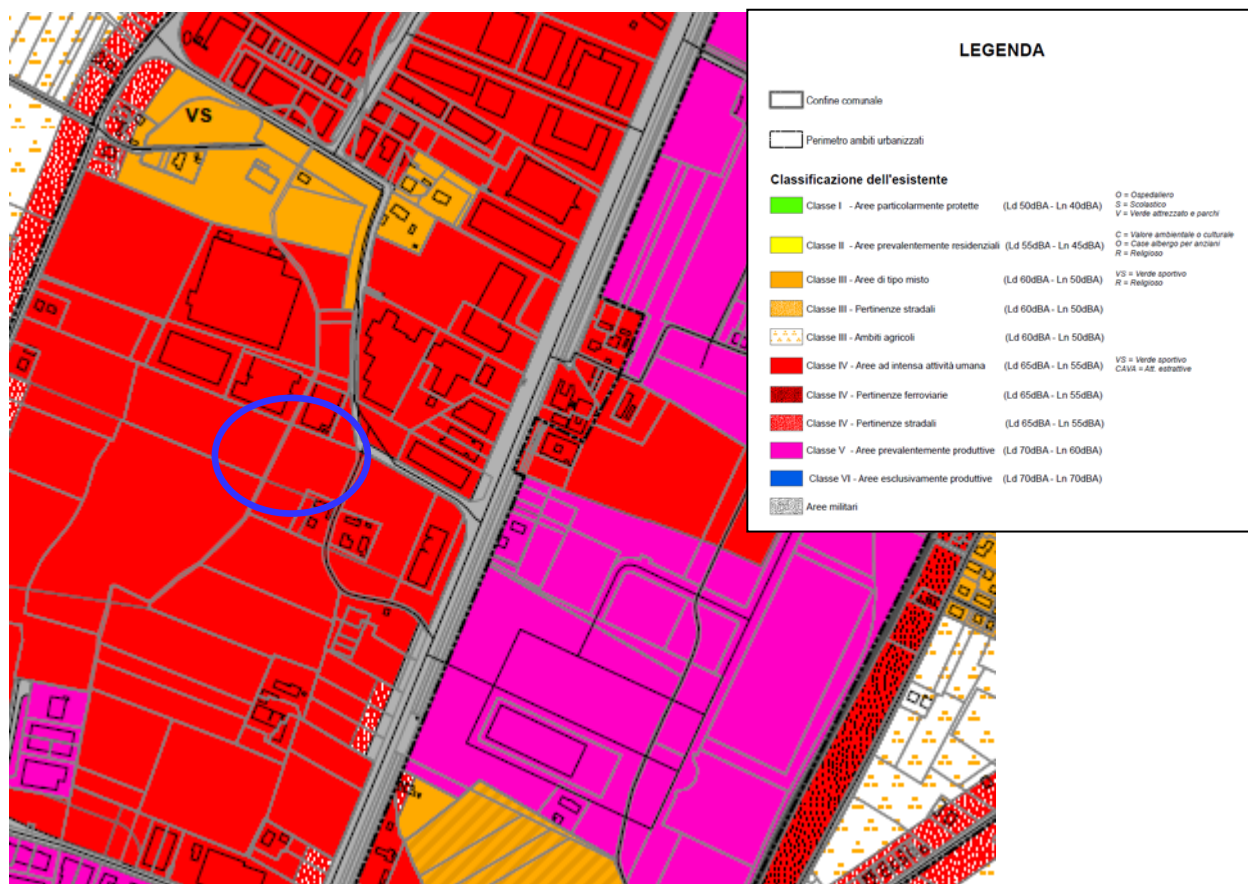 VS
LEGENDA
Confine comunale
Perimetro ambiti urbanizzati
Classificazione dell'esistente
Classe I - Aree particolarmente protette (Ld 50dBA - Ln 40dBA) O = Ospedaliero
S = Scolastico
V = Verde attrezzato e parchi
Classe II - Aree prevalentemente residenziali (Ld 55dBA - Ln 45dBA) C = Valore ambientale o culturale
O = Case albergo per anziani
R = Religioso
Classe III - Aree di tipo misto (Ld 60dBA - Ln 50dBA) VS = Verde sportivo
R = Religioso
Classe III - Pertinenze stradali (Ld 60dBA - Ln 50dBA)
Classe III - Ambiti agricoli (Ld 60dBA - Ln 50dBA)
Classe IV - Aree ad intensa attività umana (Ld 65dBA - Ln 55dBA) VS = Verde sportivo
CAVA = Att. estrattive
Classe IV - Pertinenze ferroviarie (Ld 65dBA - Ln 55dBA)
Classe IV - Pertinenze stradali (Ld 65dBA - Ln 55dBA)
Classe V - Aree prevalentemente produttive (Ld 70dBA - Ln 60dBA)
Classe VI - Aree esclusivamente produttive (Ld 70dBA - Ln 70dBA)
Aree militari